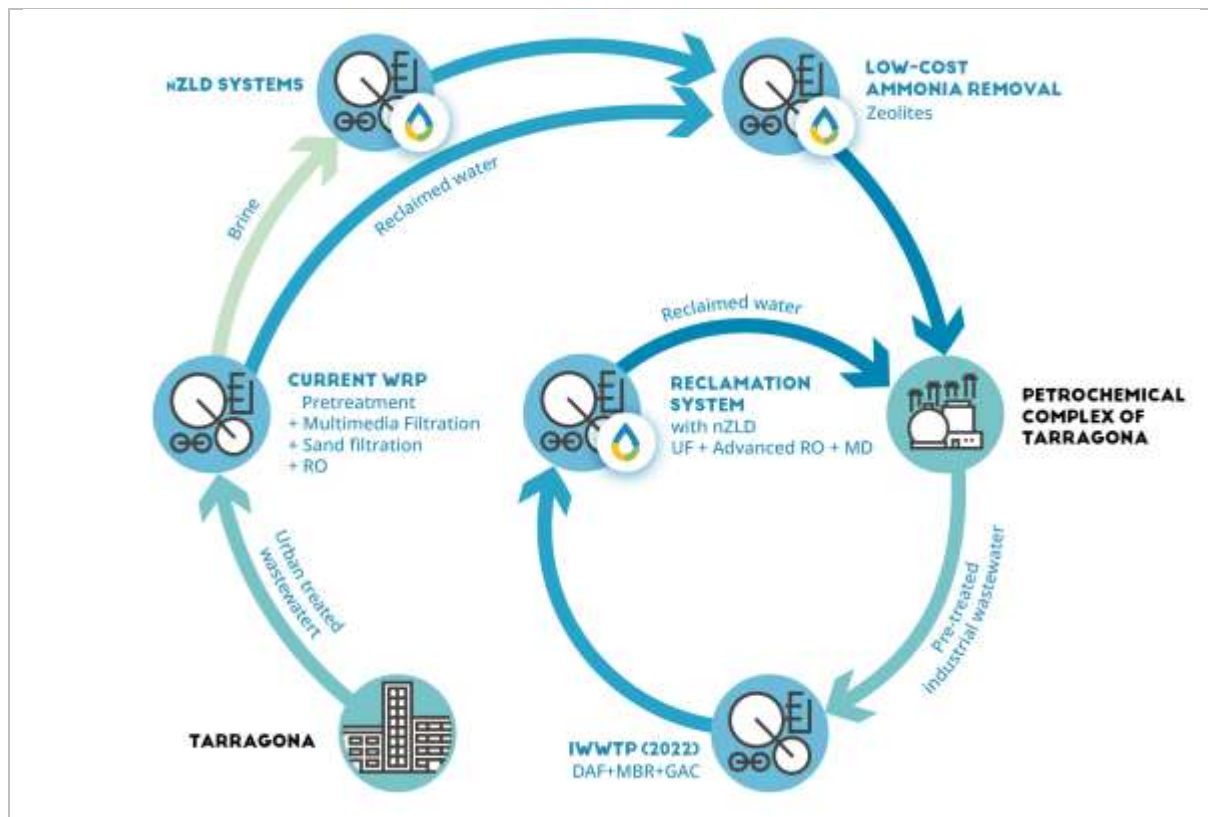 nZLD SYSTEMS
LOW-COST
AMMONIA REMOVAL
Zeolites
Brine
Reclaimed water
Reclaimed water
CURRENT WRP
Pretreatment
+ Multimedia Filtration
+ Sand filtration
+ RO
RECLAMATION
SYSTEM
with nZLD
UF + Advanced RO + MD
PETROCHEMICAL
COMPLEX OF
TARRAGONA
Urban treated
wastewatert
Pre-treated
industrial wastewater
TARRAGONA
IWWTP (2022)
DAF+MBR+GAC